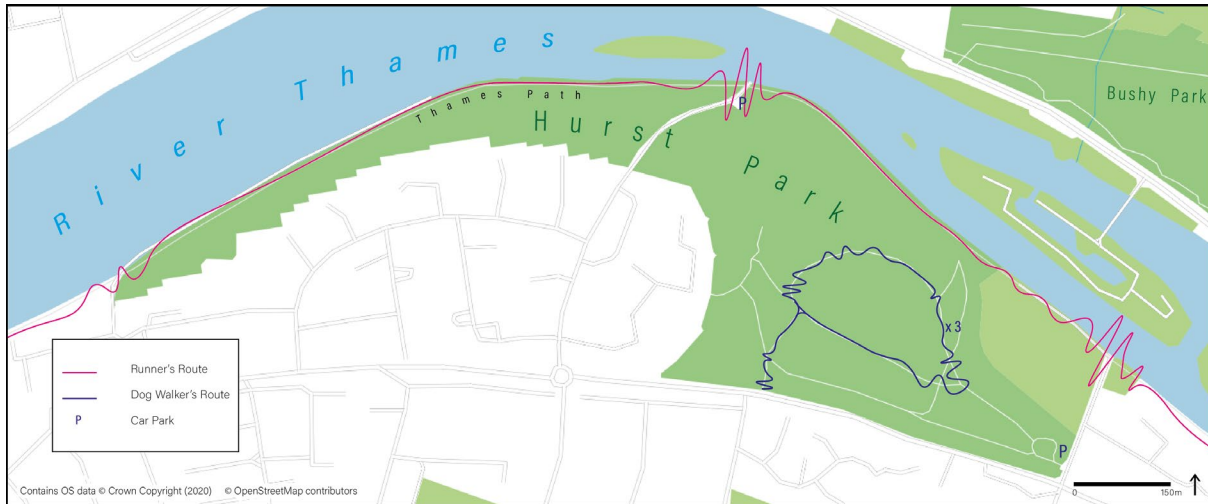 River Thames
Bushy Park
Thames Path
P
Hurst Park
x3
Runner's Route
Dog Walker's Route
P Car Park
P
Contains OS data © Crown Copyright (2020) © OpenStreetMap contributors
0 150m